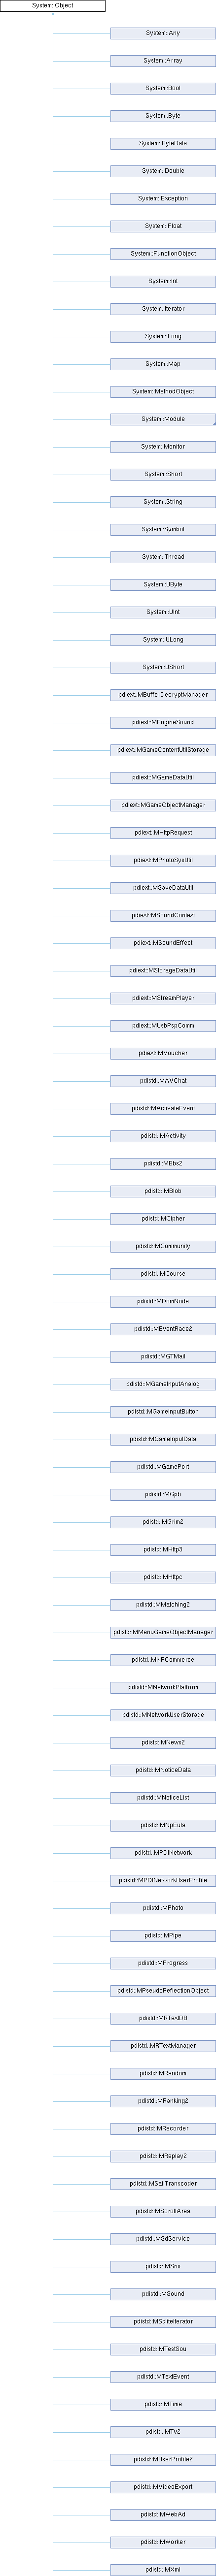 System::Object
System::Any
System::Array
System::Bool
System::Byte
System::ByteData
System::Double
System::Exception
System::Float
System::FunctionObject
System::Int
System::Iterator
System::Long
System::Map
System::MethodObject
System::Module
System::Monitor
System::Short
System::String
System::Symbol
System::Thread
System::UByte
System::UInt
System::ULong
System::UShort
pdiext::MBufferDecryptManager
pdiext::MEngineSound
pdiext::MGameContentUtilStorage
pdiext::MGameDataUtil
pdiext::MGameObjectManager
pdiext::MHttpRequest
pdiext::MPhotoSysUtil
pdiext::MSaveDataUtil
pdiext::MSoundContext
pdiext::MSoundEffect
pdiext::MStorageDataUtil
pdiext::MStreamPlayer
pdiext::MUsbPspComm
pdiext::MVoucher
pdistd::MAVChat
pdistd::MActivateEvent
pdistd::MActivity
pdistd::MBbs2
pdistd::MBlob
pdistd::MCipher
pdistd::MCommunity
pdistd::MCourse
pdistd::MDomNode
pdistd::MEventRace2
pdistd::MGTMail
pdistd::MGameInputAnalog
pdistd::MGameInputButton
pdistd::MGameInputData
pdistd::MGamePort
pdistd::MGpb
pdistd::MGrim2
pdistd::MHttp3
pdistd::MHttpc
pdistd::MMatching2
pdistd::MMenuGameObjectManager
pdistd::MNPCommerce
pdistd::MNetworkPlatform
pdistd::MNetworkUserStorage
pdistd::MNews2
pdistd::MNoticeData
pdistd::MNoticeList
pdistd::MNpEula
pdistd::MPDINetwork
pdistd::MPDINetworkUserProfile
pdistd::MPhoto
pdistd::MPipe
pdistd::MProgress
pdistd::MPseudoReflectionObject
pdistd::MRTextDB
pdistd::MRTextManager
pdistd::MRandom
pdistd::MRanking2
pdistd::MRecorder
pdistd::MReplay2
pdistd::MSailTranscoder
pdistd::MScrollArea
pdistd::MSdService
pdistd::MSns
pdistd::MSound
pdistd::MSqliteIterator
pdistd::MTestSou
pdistd::MTextEvent
pdistd::MTime
pdistd::MTv2
pdistd::MUserProfile2
pdistd::MVideoExport
pdistd::MWebAd
pdistd::MWorker
pdistd::MXml